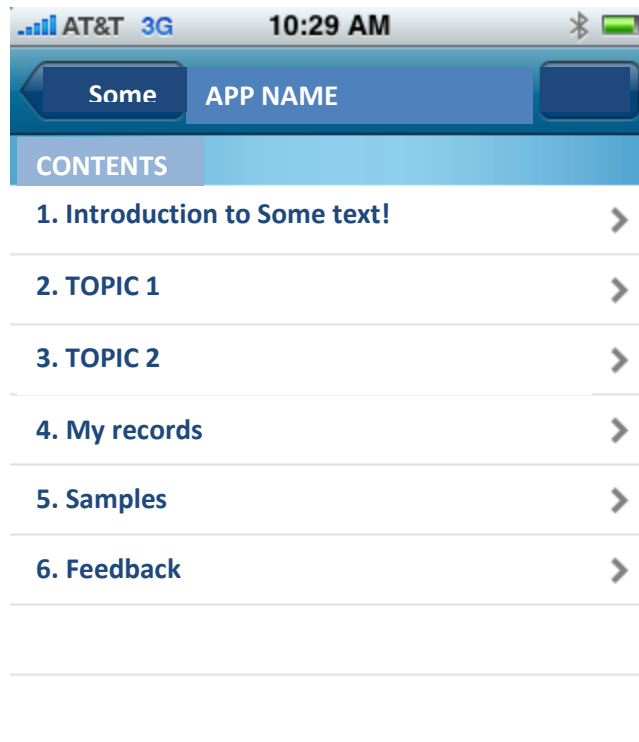 AT&T 3G 10:29 AM
Some APP NAME
CONTENTS
1. Introduction to Some text!
2. TOPIC 1
3. TOPIC 2
4. My records
5. Samples
6. Feedback